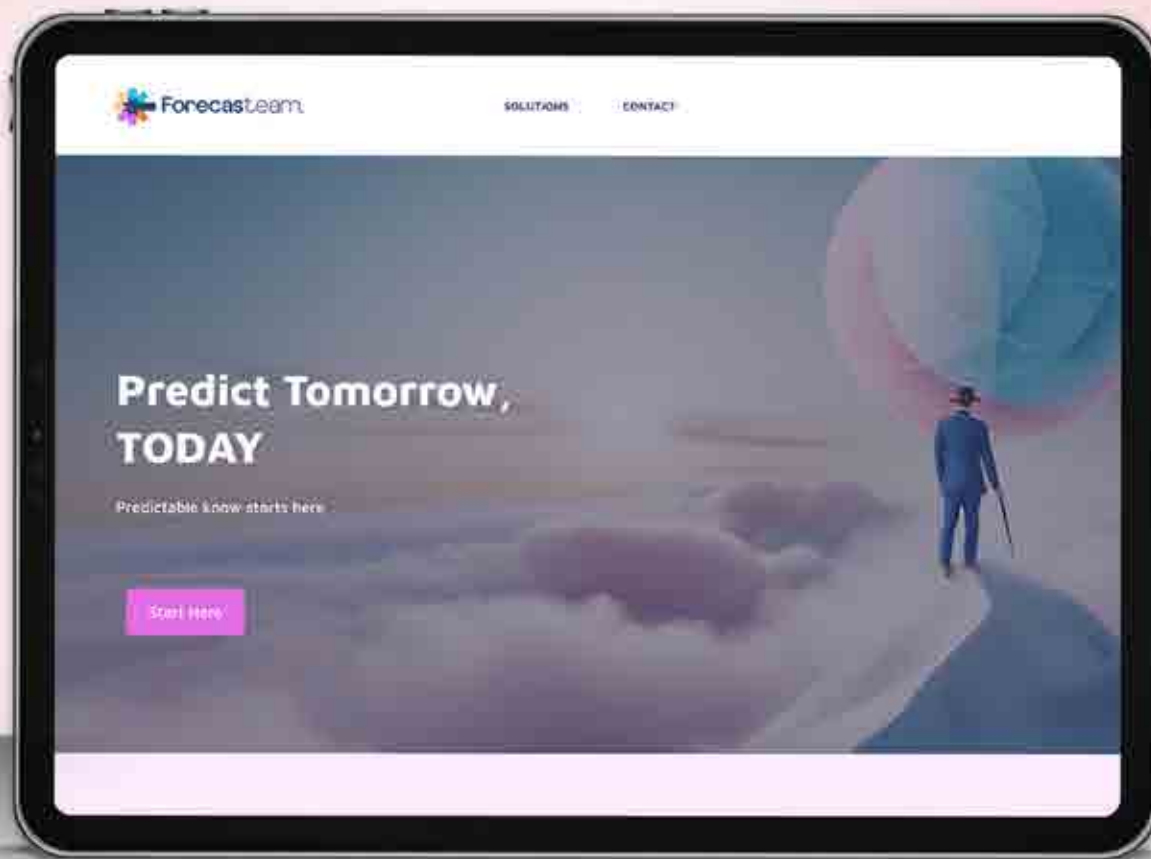 Forecasteam
SOLUTIONS CONTACT
Predict Tomorrow,
TODAY
Predictable know starts here
Start Here